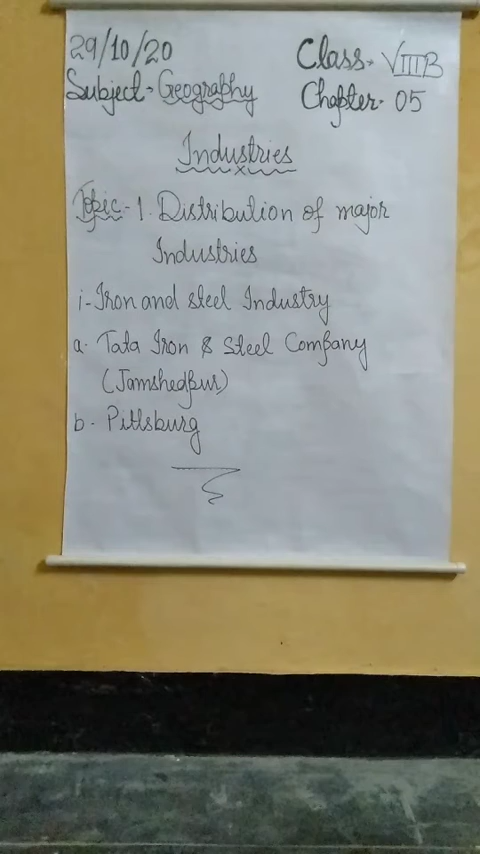 29/10/20 Class- VIII B
Subject- Geography Chapter- 05
Industries
Topic- 1. Distribution of major
Industries
i- Iron and steel Industry
a. Tata Iron & Steel Company
(Jamshedpur)
b. Pittsburg